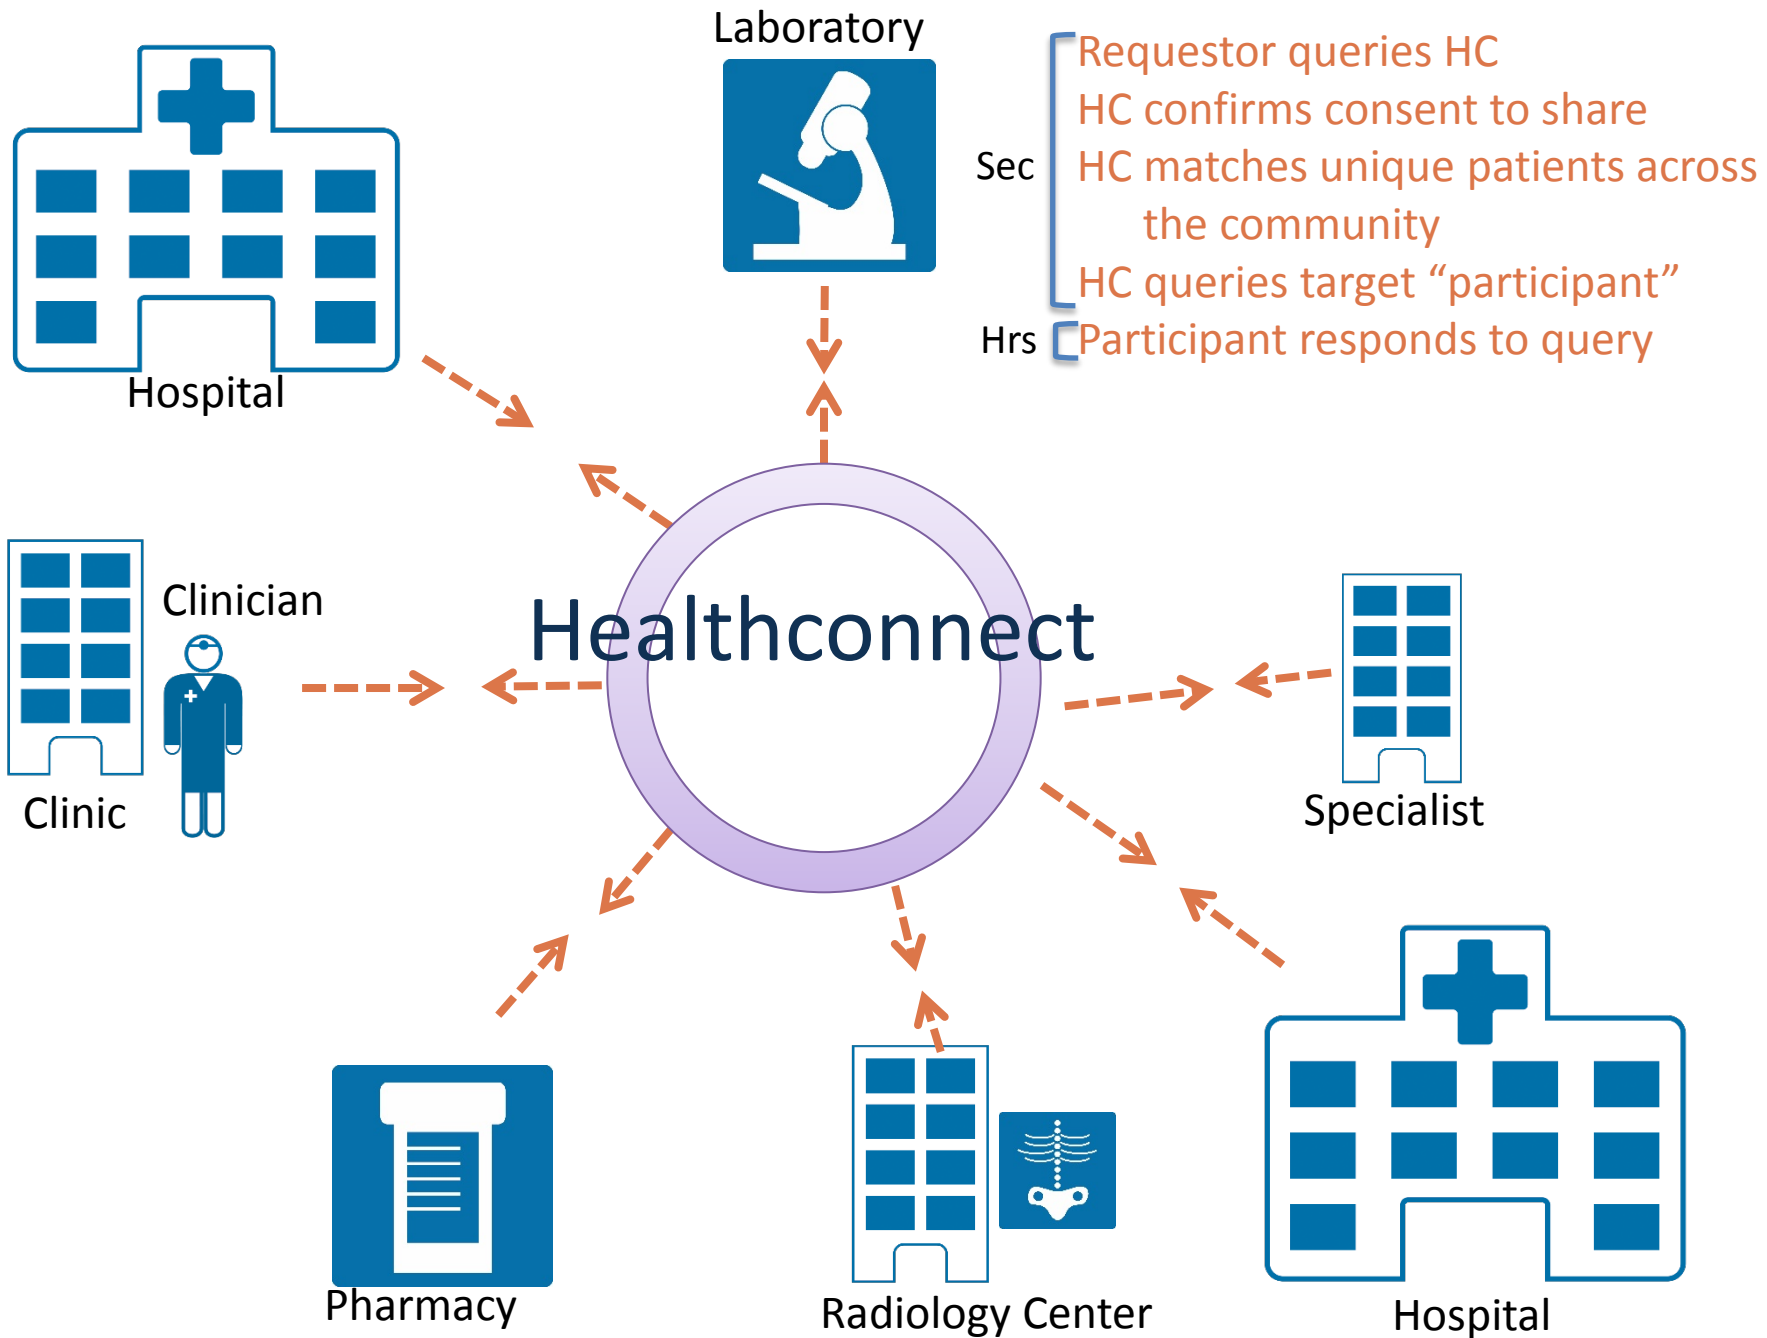 Laboratory
Requestor queries HC
HC confirms consent to share
Sec
HC matches unique patients across
the community
HC queries target “participant”
Hrs
Participant responds to query
Hospital
Clinician
Healthconnect
Clinic
Specialist
Pharmacy
Radiology Center
Hospital